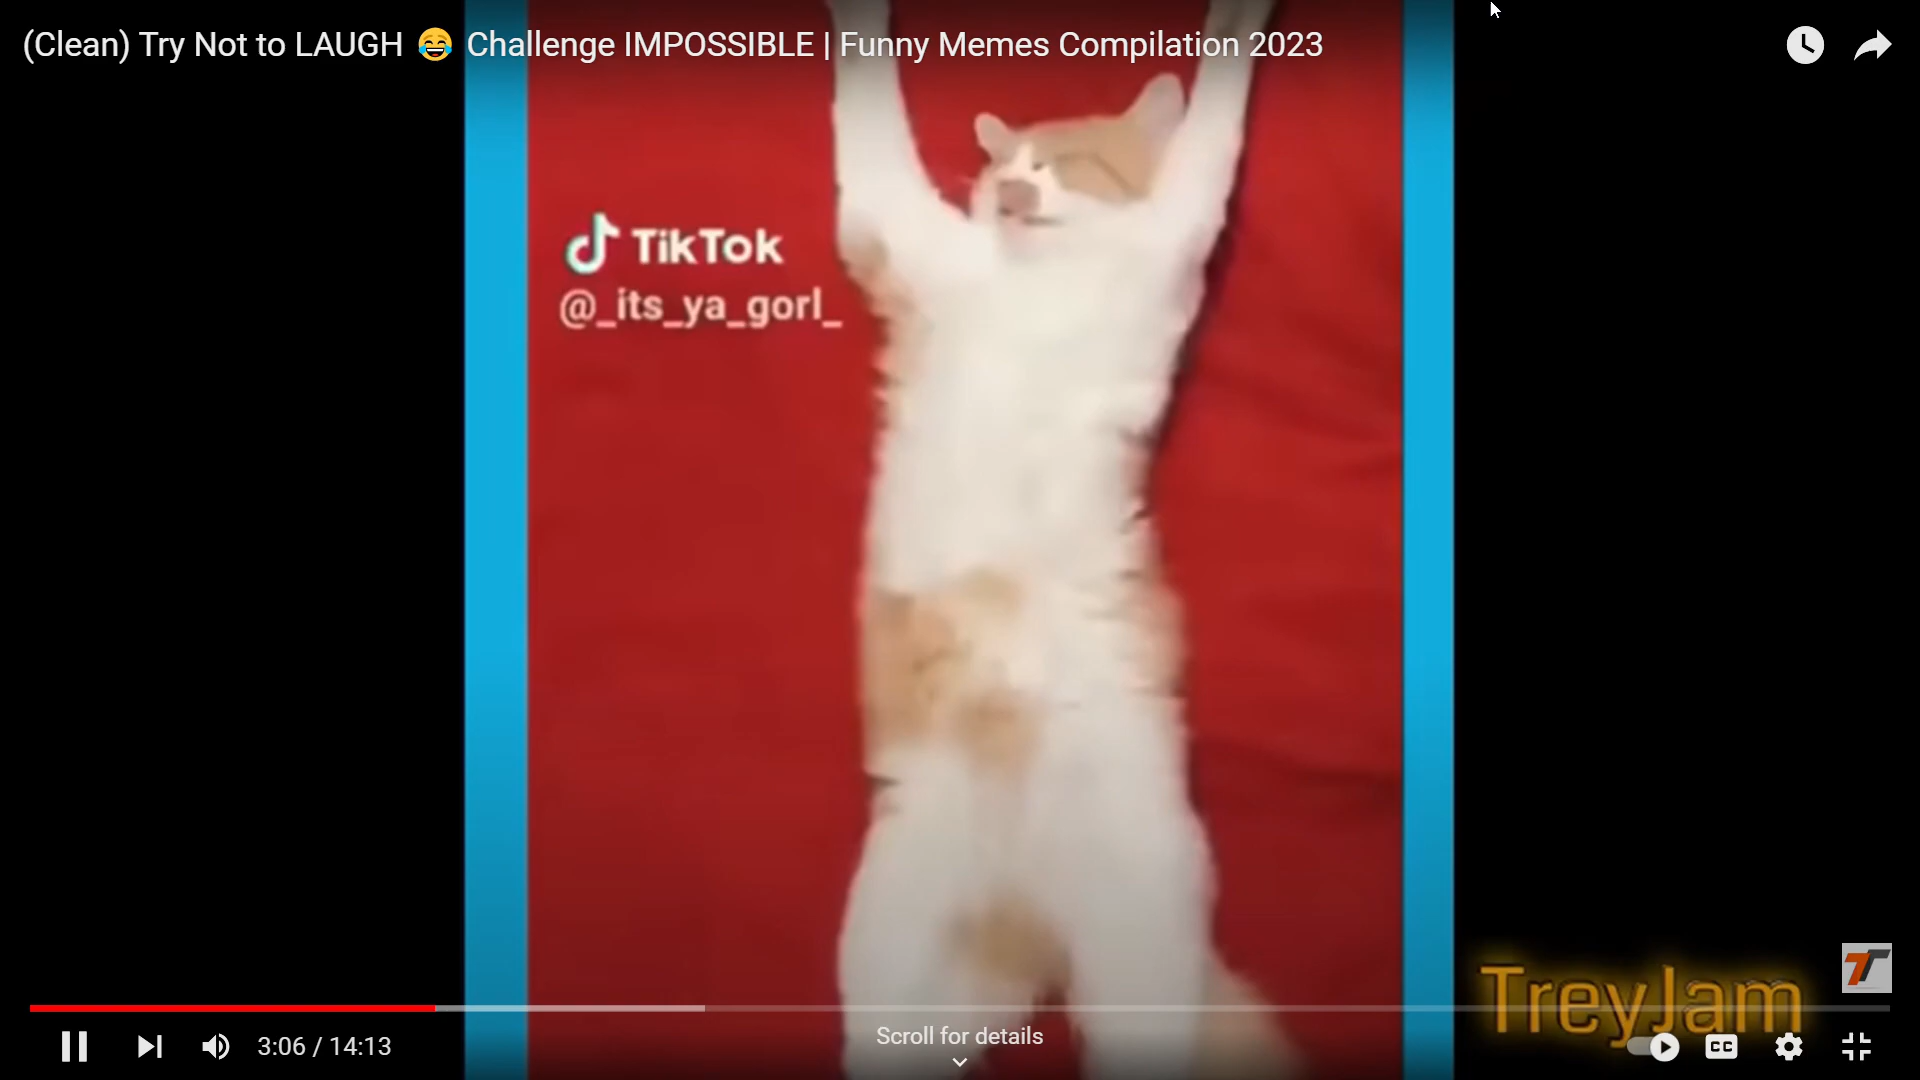 (Clean) Try Not to LAUGH 😂 Challenge IMPOSSIBLE | Funny Memes Compilation 2023
TikTok
@_its_ya_gorl_
TreyJam
Scroll for details
3:06 / 14:13
CC